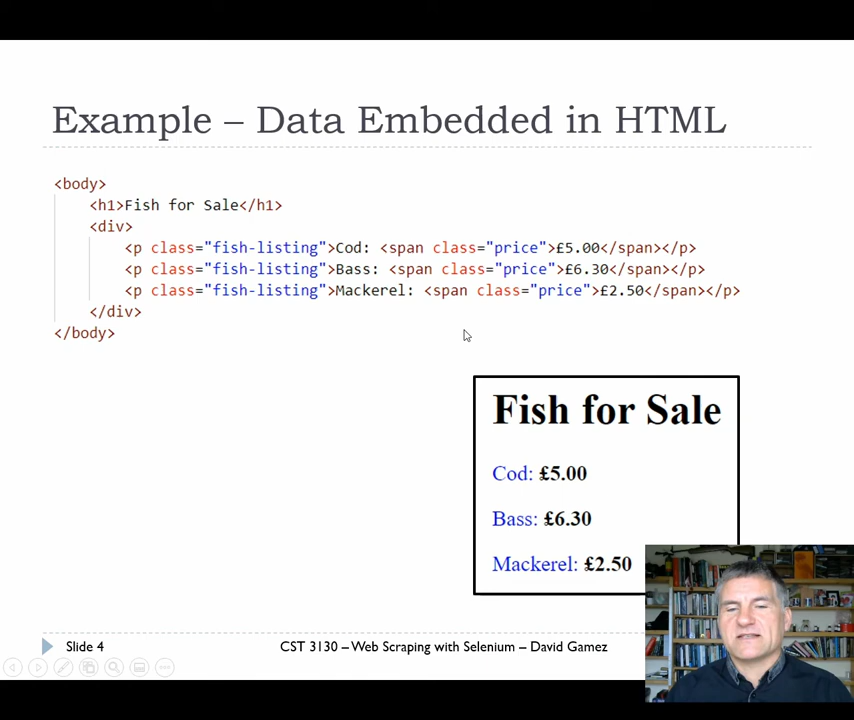 Example – Data Embedded in HTML
<body>
<h1>Fish for Sale</h1>
<div>
<p class="fish-listing">Cod: <span class="price">£5.00</span></p>
<p class="fish-listing">Bass: <span class="price">£6.30</span></p>
<p class="fish-listing">Mackerel: <span class="price">£2.50</span></p>
</div>
</body>
Fish for Sale
Cod: £5.00
Bass: £6.30
Mackerel: £2.50
Slide 4
CST 3130 – Web Scraping with Selenium – David Gamez